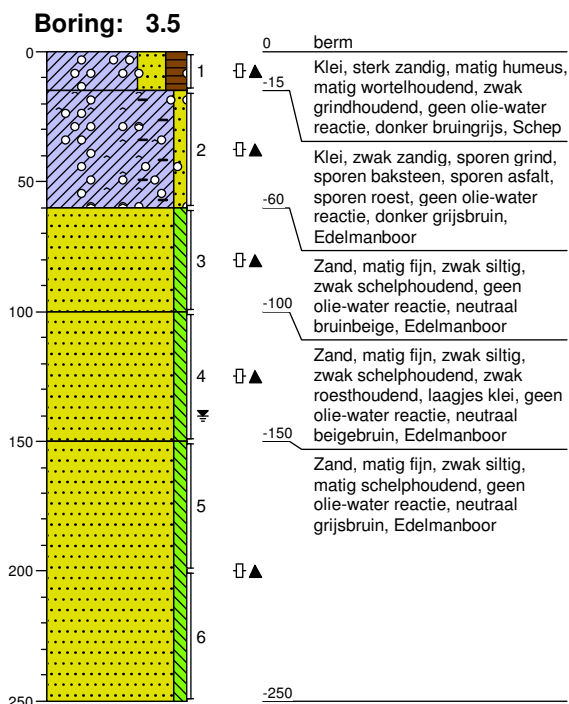 Boring: 3.5
0
50
100
150
200
250
1
2
3
4
5
6
0 berm
Klei, sterk zandig, matig humeus,
matig wortelhoudend, zwak
grindhoudend, geen olie-water
reactie, donker bruingrijs, Schep
-15
Klei, zwak zandig, sporen grind,
sporen baksteen, sporen asfalt,
sporen roest, geen olie-water
reactie, donker grijsbruin,
Edelmanboor
-60
Zand, matig fijn, zwak siltig,
zwak schelphoudend, geen
olie-water reactie, neutraal
bruinbeige, Edelmanboor
-100
Zand, matig fijn, zwak siltig,
zwak schelphoudend, zwak
roesthoudend, laagjes klei, geen
olie-water reactie, neutraal
beigebruin, Edelmanboor
-150
Zand, matig fijn, zwak siltig,
matig schelphoudend, geen
olie-water reactie, neutraal
grijsbruin, Edelmanboor
-250